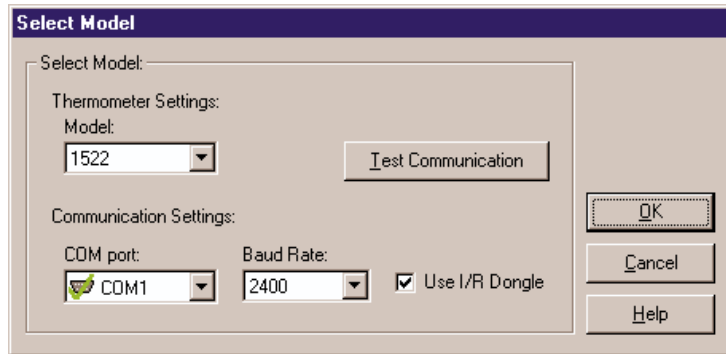 Select Model
Select Model:
Thermometer Settings:
Model:
1522
Test Communication
Communication Settings:
COM port:
Baud Rate:
COM1
2400
Use I/R Dongle
OK
Cancel
Help